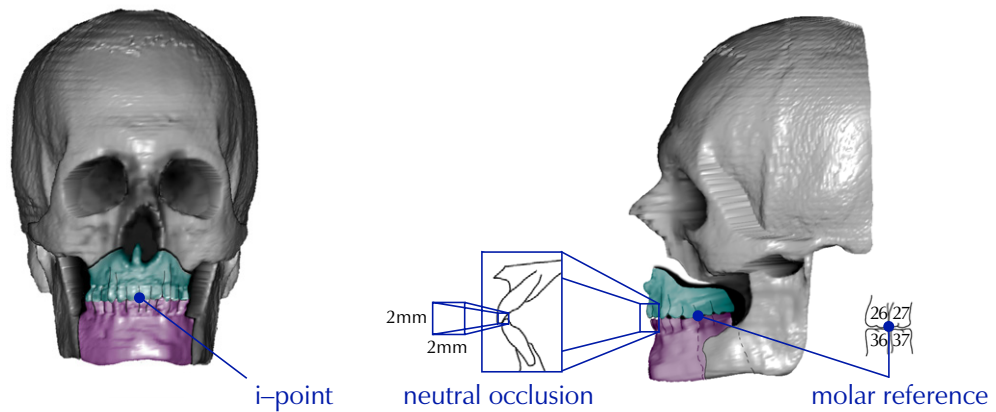 2mm
2mm
26 27
36 37
i–point
neutral occlusion
molar reference